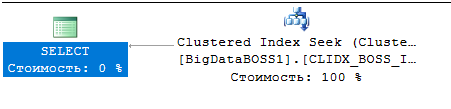 SELECT
Стоимость: 0 %
Clustered Index Seek (Cluste…
[BigDataBOSS1].[CLIDX_BOSS_I…
Стоимость: 100 %